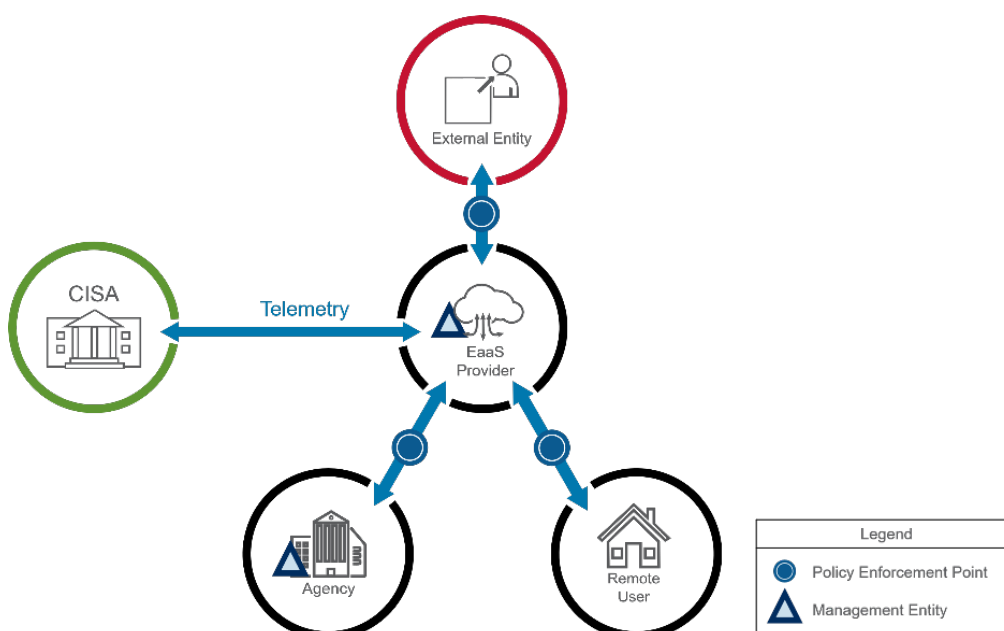 External Entity
CISA
Telemetry
EaaS
Provider
Agency
Remote
User
Legend
Policy Enforcement Point
Management Entity